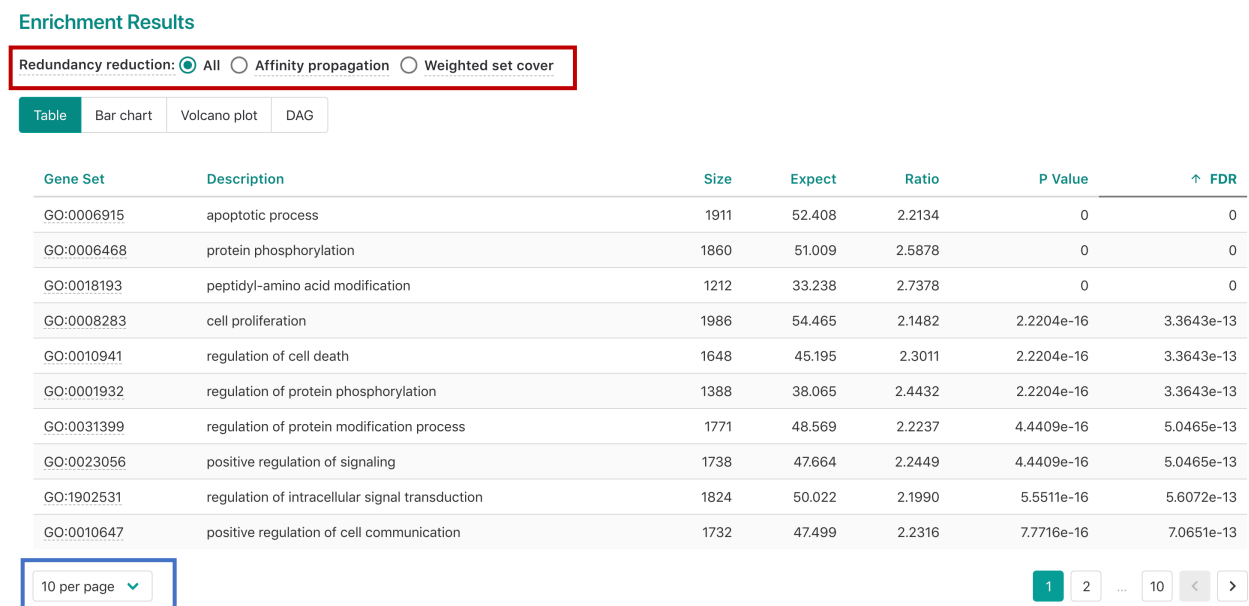 Enrichment Results
Redundancy reduction: All Affinity propagation Weighted set cover
Table Bar chart Volcano plot DAG
Gene Set Description Size Expect Ratio P Value ↑ FDR
GO:0006915 apoptotic process 1911 52.408 2.2134 0 0
GO:0006468 protein phosphorylation 1860 51.009 2.5878 0 0
GO:0018193 peptidyl-amino acid modification 1212 33.238 2.7378 0 0
GO:0008283 cell proliferation 1986 54.465 2.1482 2.2204e-16 3.3643e-13
GO:0010941 regulation of cell death 1648 45.195 2.3011 2.2204e-16 3.3643e-13
GO:0001932 regulation of protein phosphorylation 1388 38.065 2.4432 2.2204e-16 3.3643e-13
GO:0031399 regulation of protein modification process 1771 48.569 2.2237 4.4409e-16 5.0465e-13
GO:0023056 positive regulation of signaling 1738 47.664 2.2449 4.4409e-16 5.0465e-13
GO:1902531 regulation of intracellular signal transduction 1824 50.022 2.1990 5.5511e-16 5.6072e-13
GO:0010647 positive regulation of cell communication 1732 47.499 2.2316 7.7716e-16 7.0651e-13
10 per page 1 2 ... 10 < >